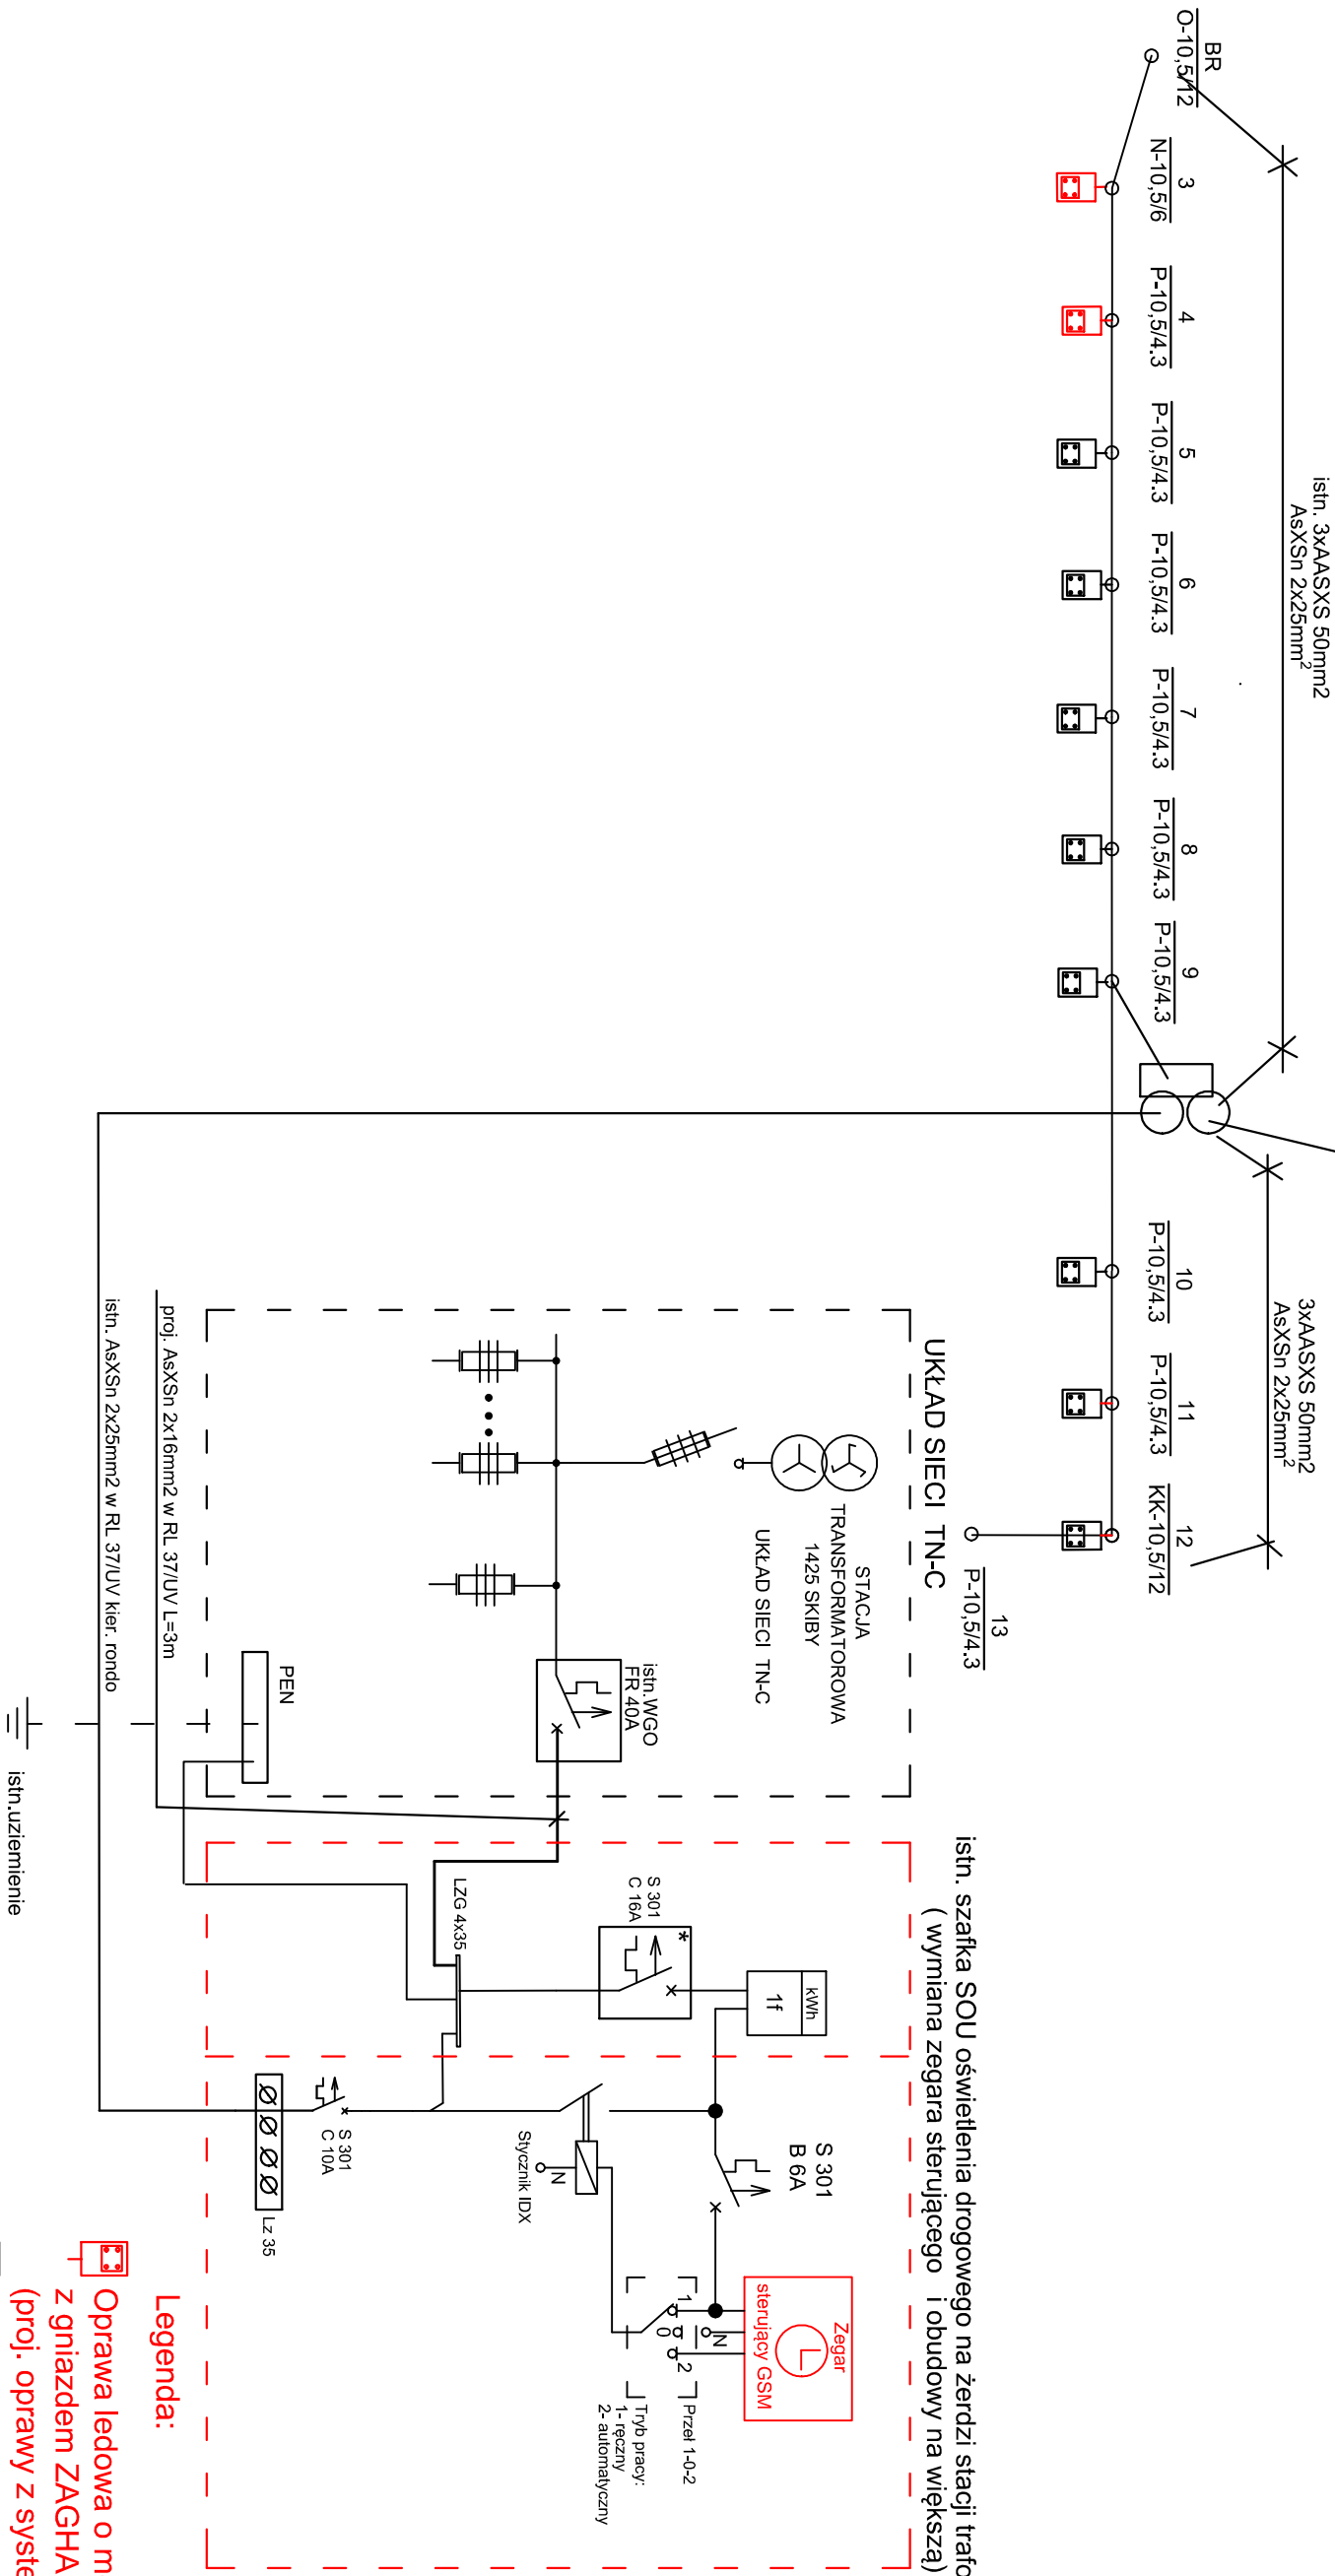 BR
O-10,5/12
3
N-10,5/6
4
P-10,5/4.3
5
P-10,5/4.3
6
P-10,5/4.3
7
P-10,5/4.3
8
P-10,5/4.3
9
P-10,5/4.3
10
P-10,5/4.3
11
P-10,5/4.3
12
KK-10,5/12
13
P-10,5/4.3
istn. 3xAASXS 50mm2
AsXSn 2x25mm²
3xAASXS 50mm2
AsXSn 2x25mm²
UKŁAD SIECI TN-C
STACJA
TRANSFORMATOROWA
1425 SKIBY
UKŁAD SIECI TN-C
istn.WGO
FR 40A
PEN
proj. AsXSn 2x16mm2 w RL 37/UV L=3m
istn. AsXSn 2x25mm2 w RL 37/UV kier. rondo
istn.uziemienie
istn. szafka SOU oświetlenia drogowego na żerdzi stacji trafo
( wymiana zegara sterującego i obudowy na większą)
kWh
1f
*
S 301
C 16A
LZG 4x35
S 301
B 6A
Stycznik IDX
N
S 301
C 10A
Lz 35
Zegar
sterujący GSM
L
1
N
0
2
Przeł 1-0-2
Tryb pracy:
1- ręczny
2- automatyczny
Legenda:
Oprawa ledowa o m
z gniazdem ZAGHA
(proj. oprawy z syste